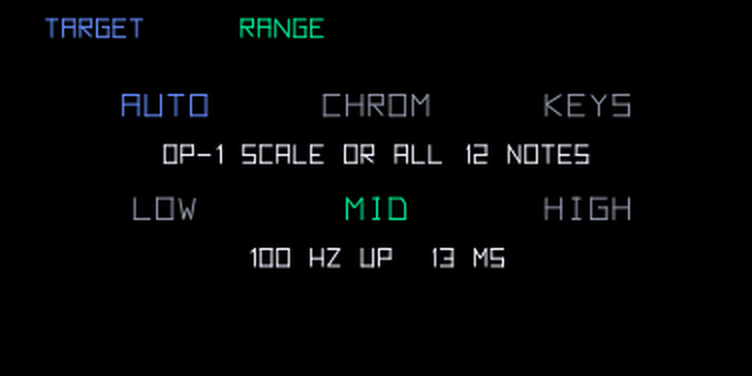 TARGET RANGE
AUTO CHROM KEYS
OP-1 SCALE OR ALL 12 NOTES
LOW MID HIGH
100 HZ UP 13 MS